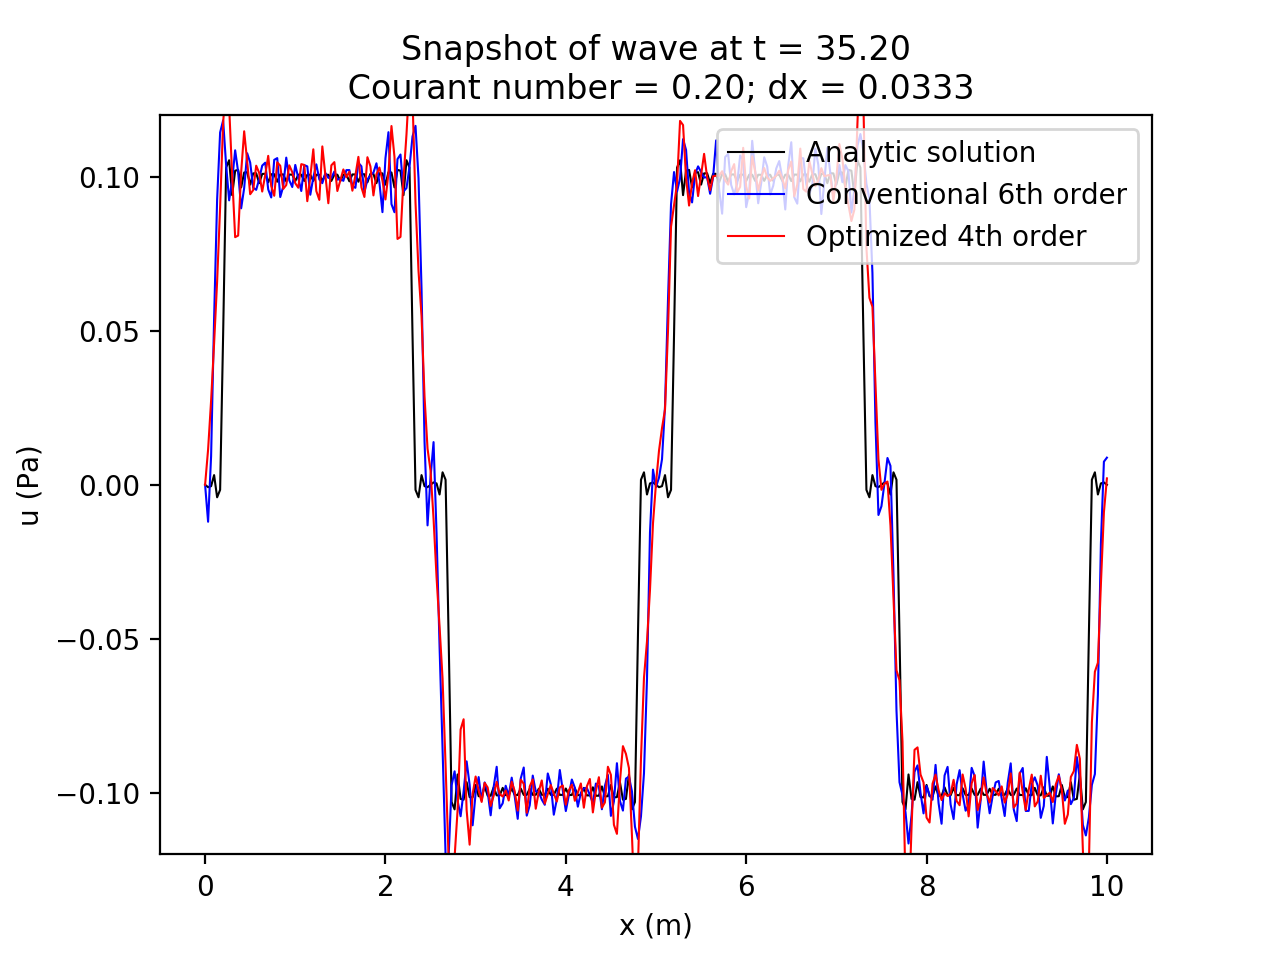 Snapshot of wave at t = 35.20
Courant number = 0.20; dx = 0.0333
Analytic solution
Conventional 6th order
Optimized 4th order
0.10
0.05
0.00
−0.05
−0.10
u (Pa)
0 2 4 6 8 10
x (m)